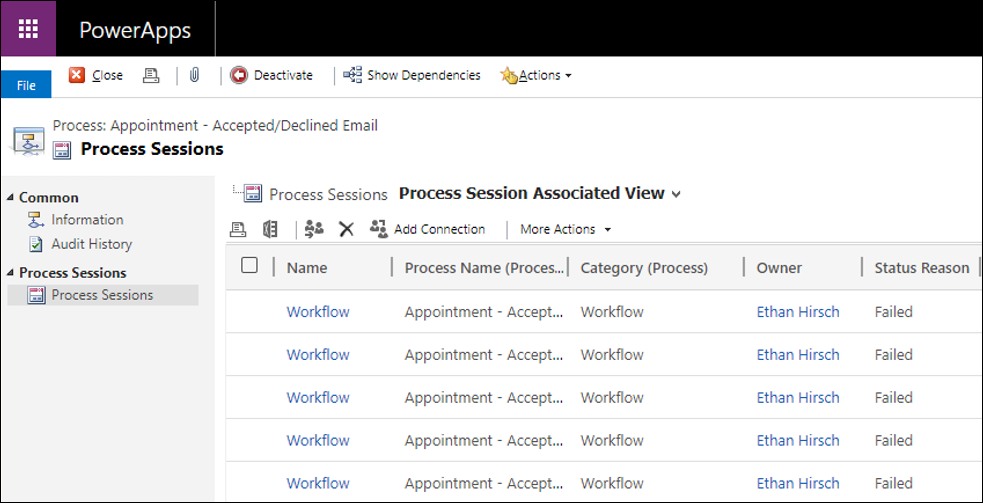 PowerApps
File Close Deactivate Show Dependencies Actions
Process: Appointment - Accepted/Declined Email
Process Sessions
Common
Information
Audit History
Process Sessions
Process Sessions
Process Sessions Process Session Associated View
Add Connection More Actions
Name Process Name (Proces... Category (Process) Owner Status Reason
Workflow Appointment - Accept... Workflow Ethan Hirsch Failed
Workflow Appointment - Accept... Workflow Ethan Hirsch Failed
Workflow Appointment - Accept... Workflow Ethan Hirsch Failed
Workflow Appointment - Accept... Workflow Ethan Hirsch Failed
Workflow Appointment - Accept... Workflow Ethan Hirsch Failed